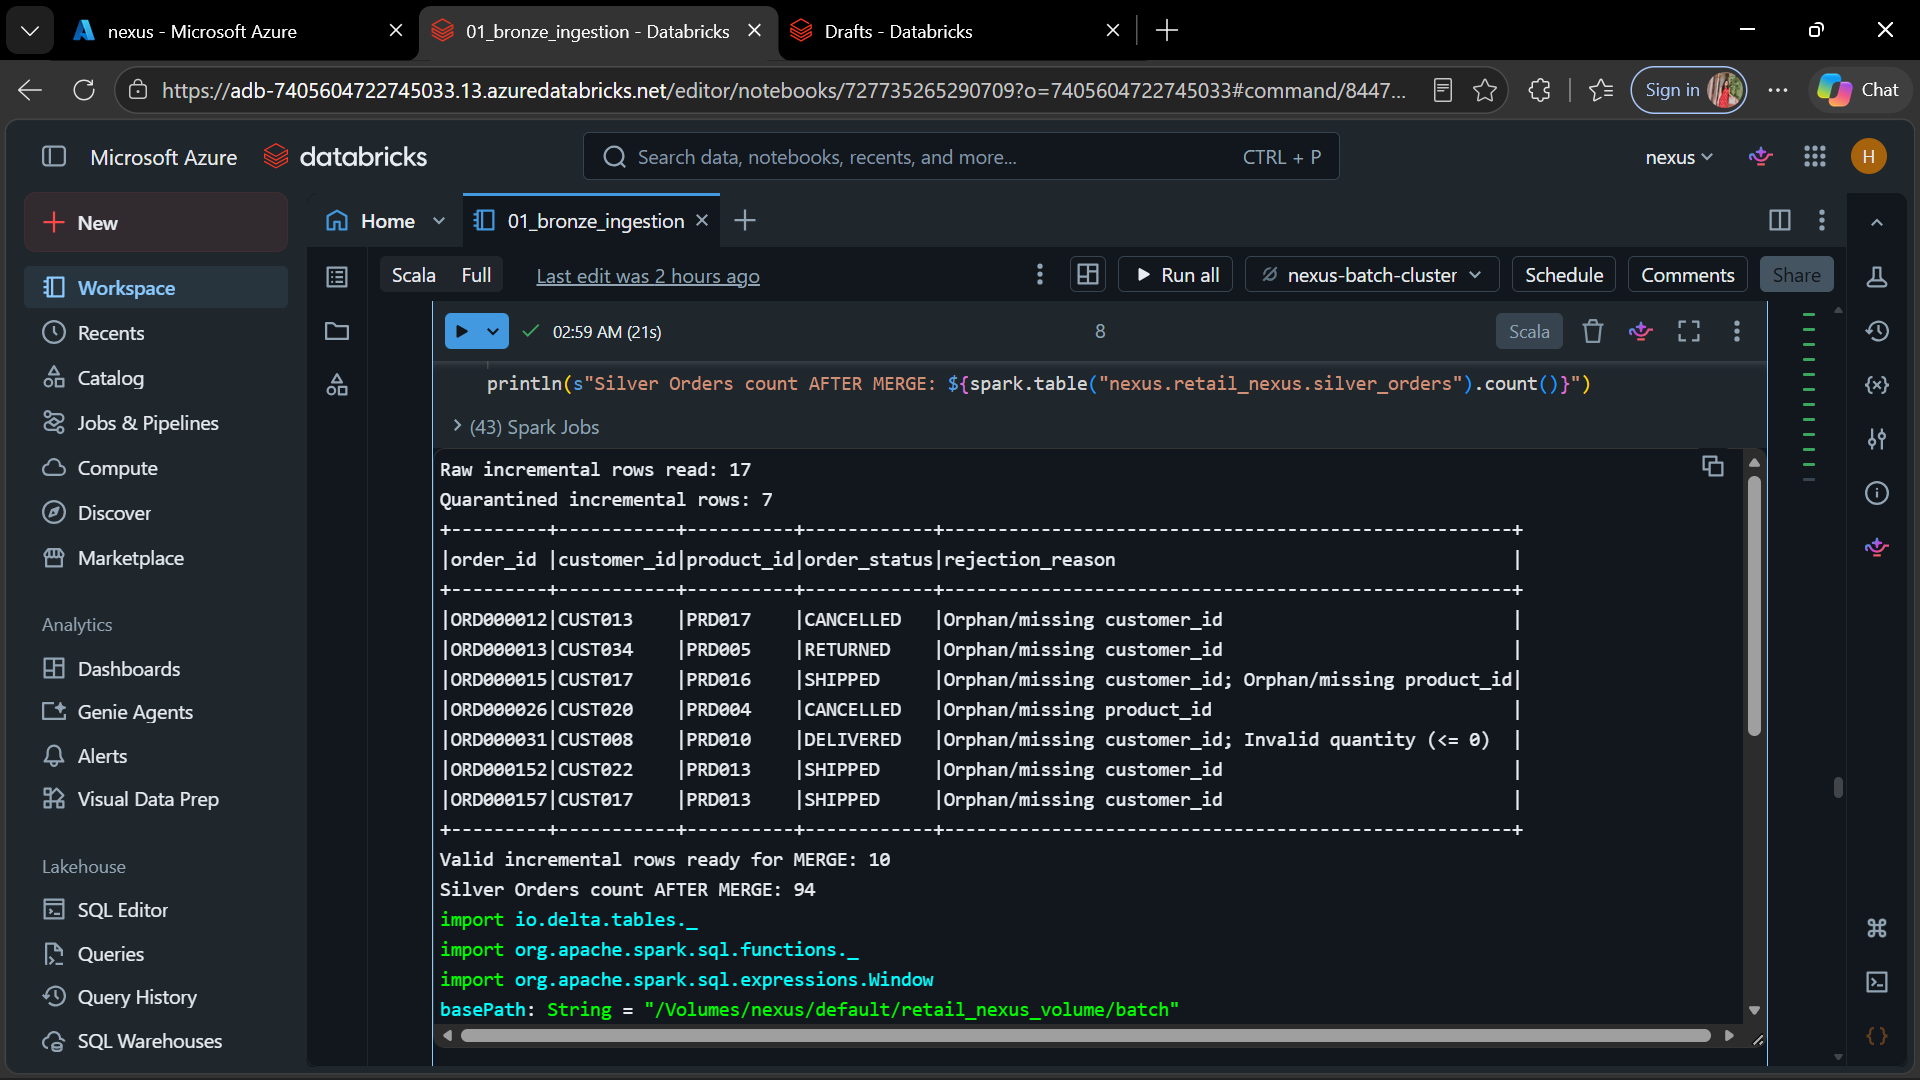 nexus - Microsoft Azure
01_bronze_ingestion - Databricks
Drafts - Databricks
https://adb-7405604722745033.13.azuredatabricks.net/editor/notebooks/727735265290709?o=7405604722745033#command/8447...
Sign in
Chat
Microsoft Azure
databricks
Search data, notebooks, recents, and more...
CTRL + P
nexus
H
New
Home
01_bronze_ingestion
Workspace
Scala
Full
Last edit was 2 hours ago
Run all
nexus-batch-cluster
Schedule
Comments
Share
Recents
Catalog
Jobs & Pipelines
Compute
Discover
Marketplace
Analytics
Dashboards
Genie Agents
Alerts
Visual Data Prep
Lakehouse
SQL Editor
Queries
Query History
SQL Warehouses
02:59 AM (21s)
8
Scala
println(s"Silver Orders count AFTER MERGE: ${spark.table("nexus.retail_nexus.silver_orders").count()}")
(43) Spark Jobs
Raw incremental rows read: 17
Quarantined incremental rows: 7
+---------+-----------+----------+------------+-----------------------------------------------------+
|order_id |customer_id|product_id|order_status|rejection_reason                                     |
+---------+-----------+----------+------------+-----------------------------------------------------+
|ORD000012|CUST013    |PRD017    |CANCELLED   |Orphan/missing customer_id                           |
|ORD000013|CUST034    |PRD005    |RETURNED    |Orphan/missing customer_id                           |
|ORD000015|CUST017    |PRD016    |SHIPPED     |Orphan/missing customer_id; Orphan/missing product_id|
|ORD000026|CUST020    |PRD004    |CANCELLED   |Orphan/missing product_id                            |
|ORD000031|CUST008    |PRD010    |DELIVERED   |Orphan/missing customer_id; Invalid quantity (<= 0)  |
|ORD000152|CUST022    |PRD013    |SHIPPED     |Orphan/missing customer_id                           |
|ORD000157|CUST017    |PRD013    |SHIPPED     |Orphan/missing customer_id                           |
+---------+-----------+----------+------------+-----------------------------------------------------+
Valid incremental rows ready for MERGE: 10
Silver Orders count AFTER MERGE: 94
import io.delta.tables._
import org.apache.spark.sql.functions._
import org.apache.spark.sql.expressions.Window
basePath: String = "/Volumes/nexus/default/retail_nexus_volume/batch"